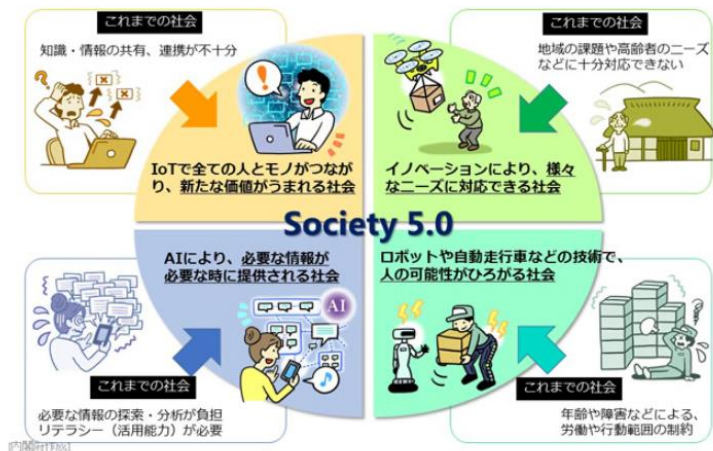 これまでの社会
知識・情報の共有、連携が不十分
IoTで全ての人とモノがつなが
り、新たな価値がうまれる社会
これまでの社会
地域の課題や高齢者のニーズ
などに十分対応できない
イノベーションにより、様々
なニーズに対応できる社会
Society 5.0
AIにより、必要な情報が
必要な時に提供される社会
AI
これまでの社会
必要な情報の探索・分析が負担
リテラシー（活用能力）が必要
ロボットや自動走行車などの技術で、
人の可能性がひろがる社会
これまでの社会
年齢や障害などによる、
労働や行動範囲の制約
[内閣府作成]